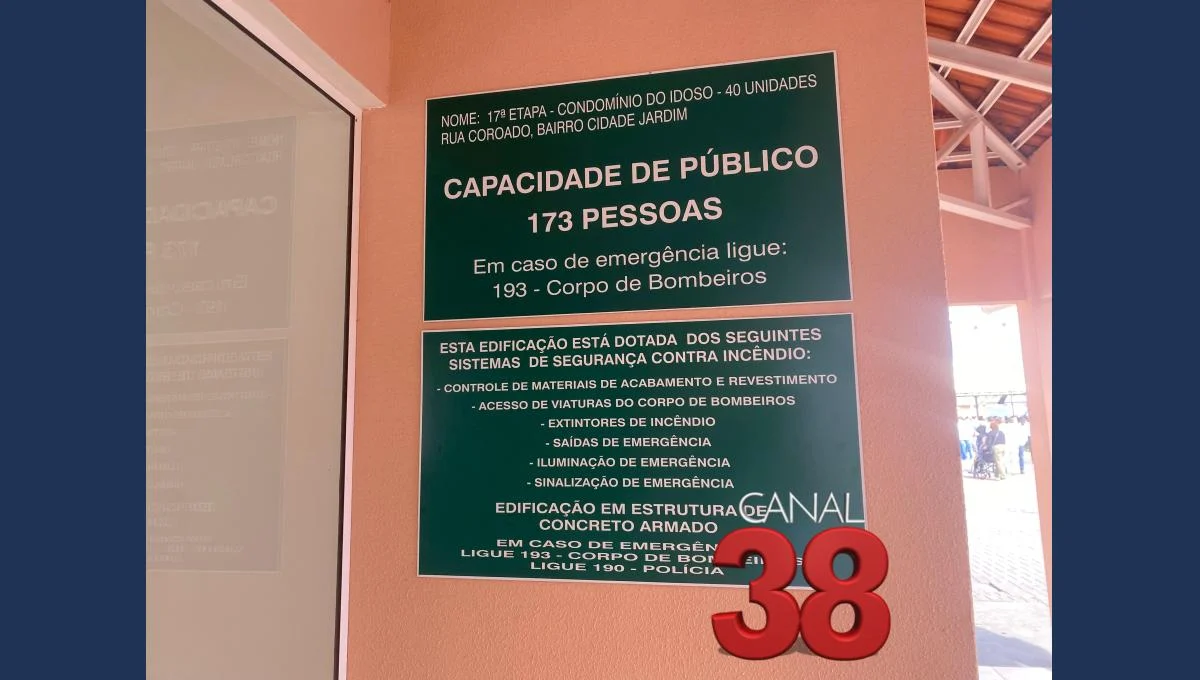 NOME: 17ª ETAPA - CONDOMÍNIO DO IDOSO - 40 UNIDADES
RUA COROADO, BAIRRO CIDADE JARDIM
CAPACIDADE DE PÚBLICO
173 PESSOAS
Em caso de emergência ligue:
193 - Corpo de Bombeiros
ESTA EDIFICAÇÃO ESTÁ DOTADA DOS SEGUINTES
SISTEMAS DE SEGURANÇA CONTRA INCÊNDIO:
- CONTROLE DE MATERIAIS DE ACABAMENTO E REVESTIMENTO
- ACESSO DE VIATURAS DO CORPO DE BOMBEIROS
- EXTINTORES DE INCÊNDIO
- SAÍDAS DE EMERGÊNCIA
- ILUMINAÇÃO DE EMERGÊNCIA
- SINALIZAÇÃO DE EMERGÊNCIA
EDIFICAÇÃO EM ESTRUTURA DE
CONCRETO ARMADO
EM CASO DE
LIGUE 193 - CORPO DE
LIGUE 190 - POLÍCIA
CANAL
38